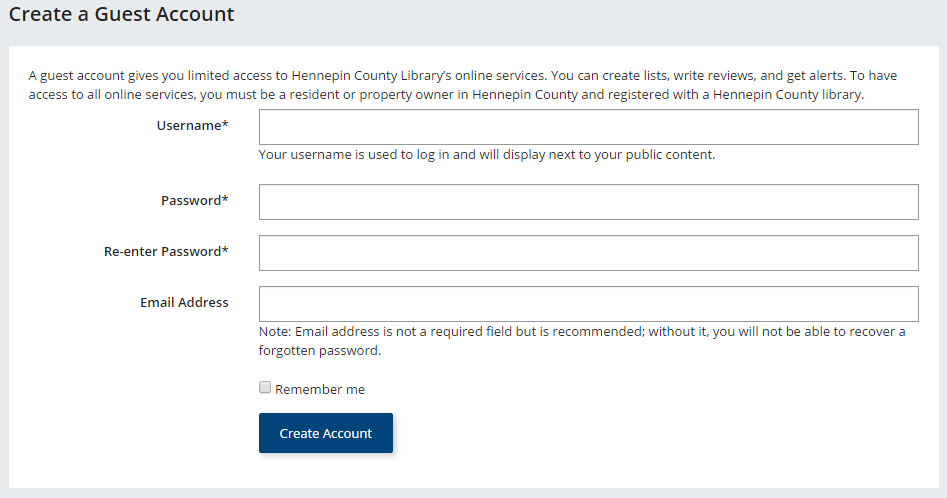 Create a Guest Account
A guest account gives you limited access to Hennepin County Library’s online services. You can create lists, write reviews, and get alerts. To have
access to all online services, you must be a resident or property owner in Hennepin County and registered with a Hennepin County library.
Username*
Your username is used to log in and will display next to your public content.
Password*
Re-enter Password*
Email Address
Note: Email address is not a required field but is recommended; without it, you will not be able to recover a
forgotten password.
Remember me
Create Account